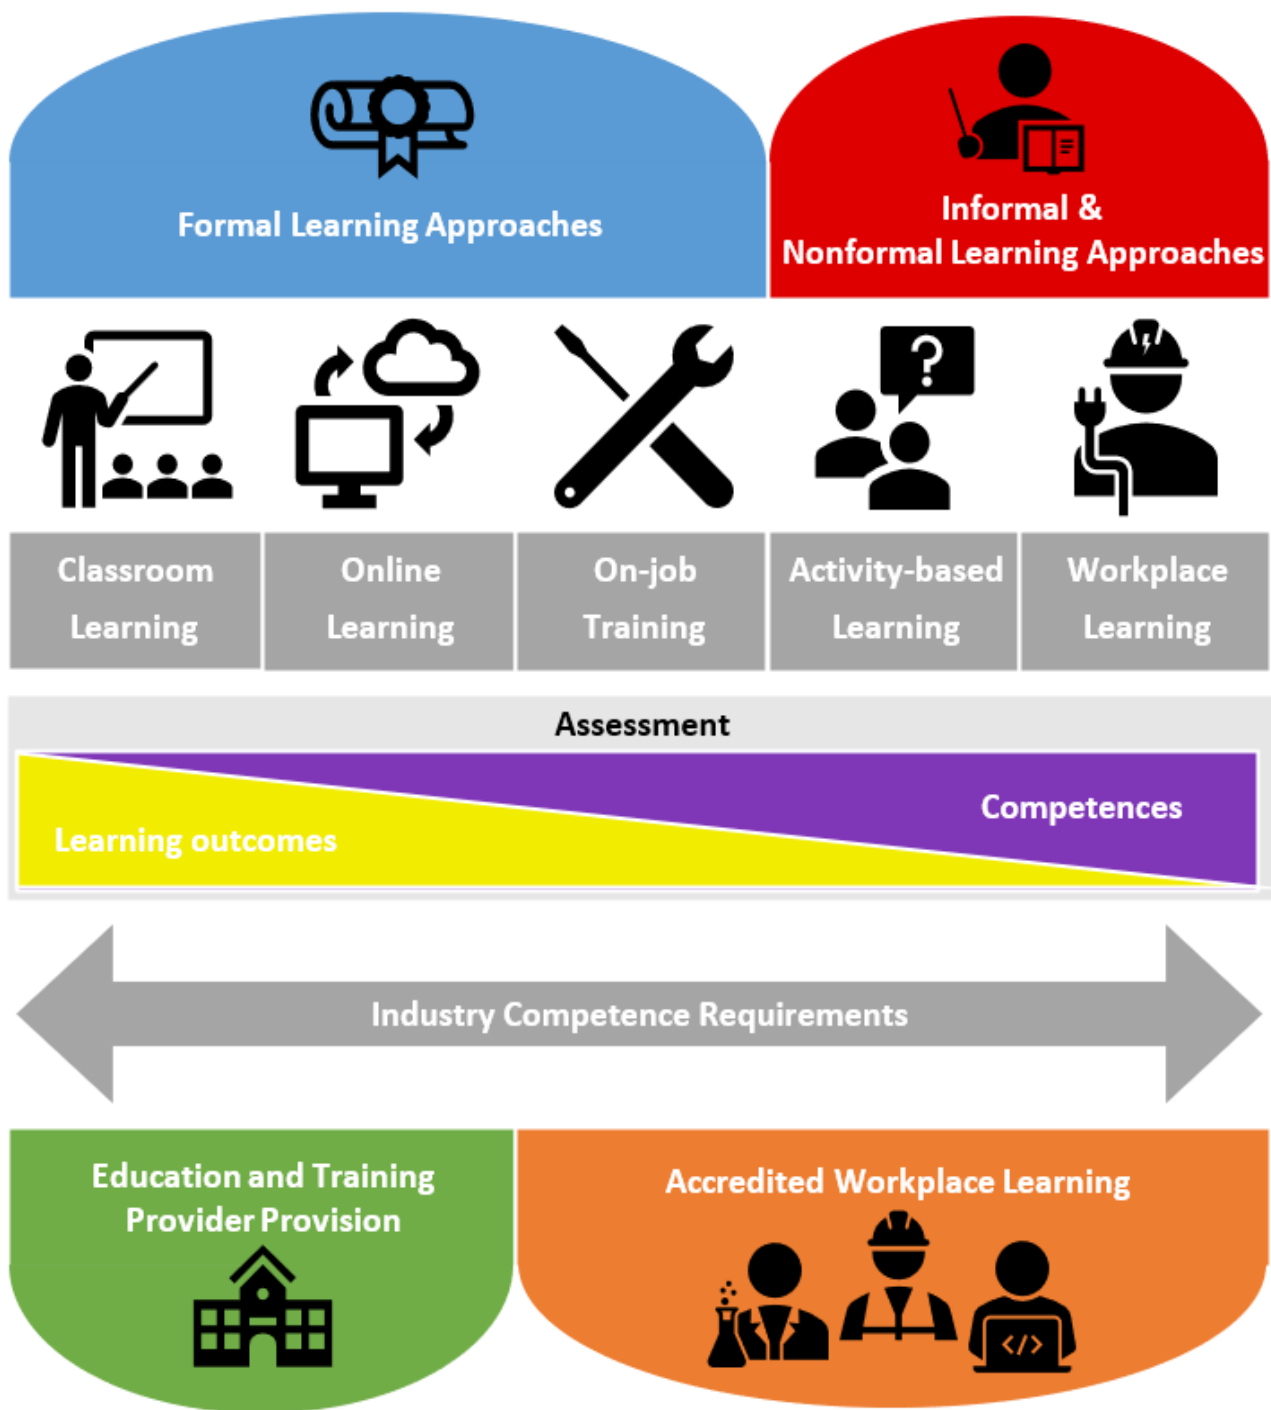 Formal Learning Approaches
Informal &
Nonformal Learning Approaches
?
Classroom
Learning
Online
Learning
On-job
Training
Activity-based
Learning
Workplace
Learning
Assessment
Competences
Learning outcomes
Industry Competence Requirements
Education and Training
Provider Provision
Accredited Workplace Learning
</>